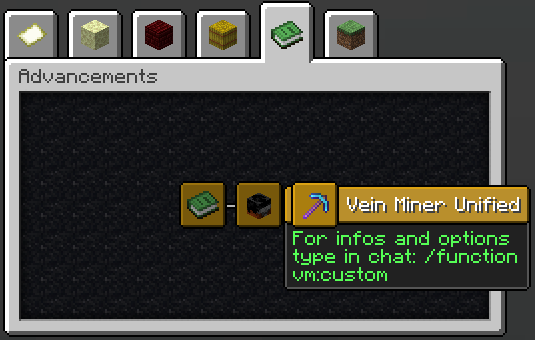 Advancements
Vein Miner Unified
For infos and options
type in chat: /function
vm:custom